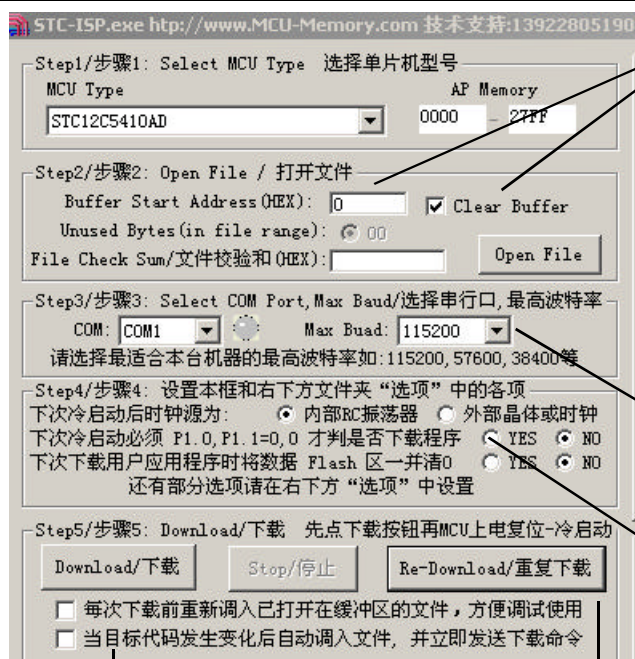 STC-ISP.exe htp://www.MCU-Memory.com 技术支持:13922805190
Step1/步骤1: Select MCU Type 选择单片机型号
MCU Type AP Memory
STC12C5410AD 0000 - 27FF
Step2/步骤2: Open File / 打开文件
Buffer Start Address(HEX): 0 Clear Buffer
Unused Bytes(in file range): 00
File Check Sum/文件校验和(HEX): Open File
Step3/步骤3: Select COM Port,Max Baud/选择串行口,最高波特率
COM: COM1 Max Buad: 115200
请选择最适合本台机器的最高波特率如:115200,57600,38400等
Step4/步骤4: 设置本框和右下方文件夹“选项”中的各项
下次冷启动后时钟源为: 内部RC振荡器 外部晶体或时钟
下次冷启动必须 P1.0,P1.1=0,0 才判是否下载程序 YES NO
下次下载用户应用程序时将数据 Flash 区一并清0 YES NO
还有部分选项请在右下方“选项”中设置
Step5/步骤5: Download/下载 先点下载按钮再MCU上电复位-冷启动
Download/下载 Stop/停止 Re-Download/重复下载
每次下载前重新调入已打开在缓冲区的文件，方便调试使用
当目标代码发生变化后自动调入文件, 并立即发送下载命令